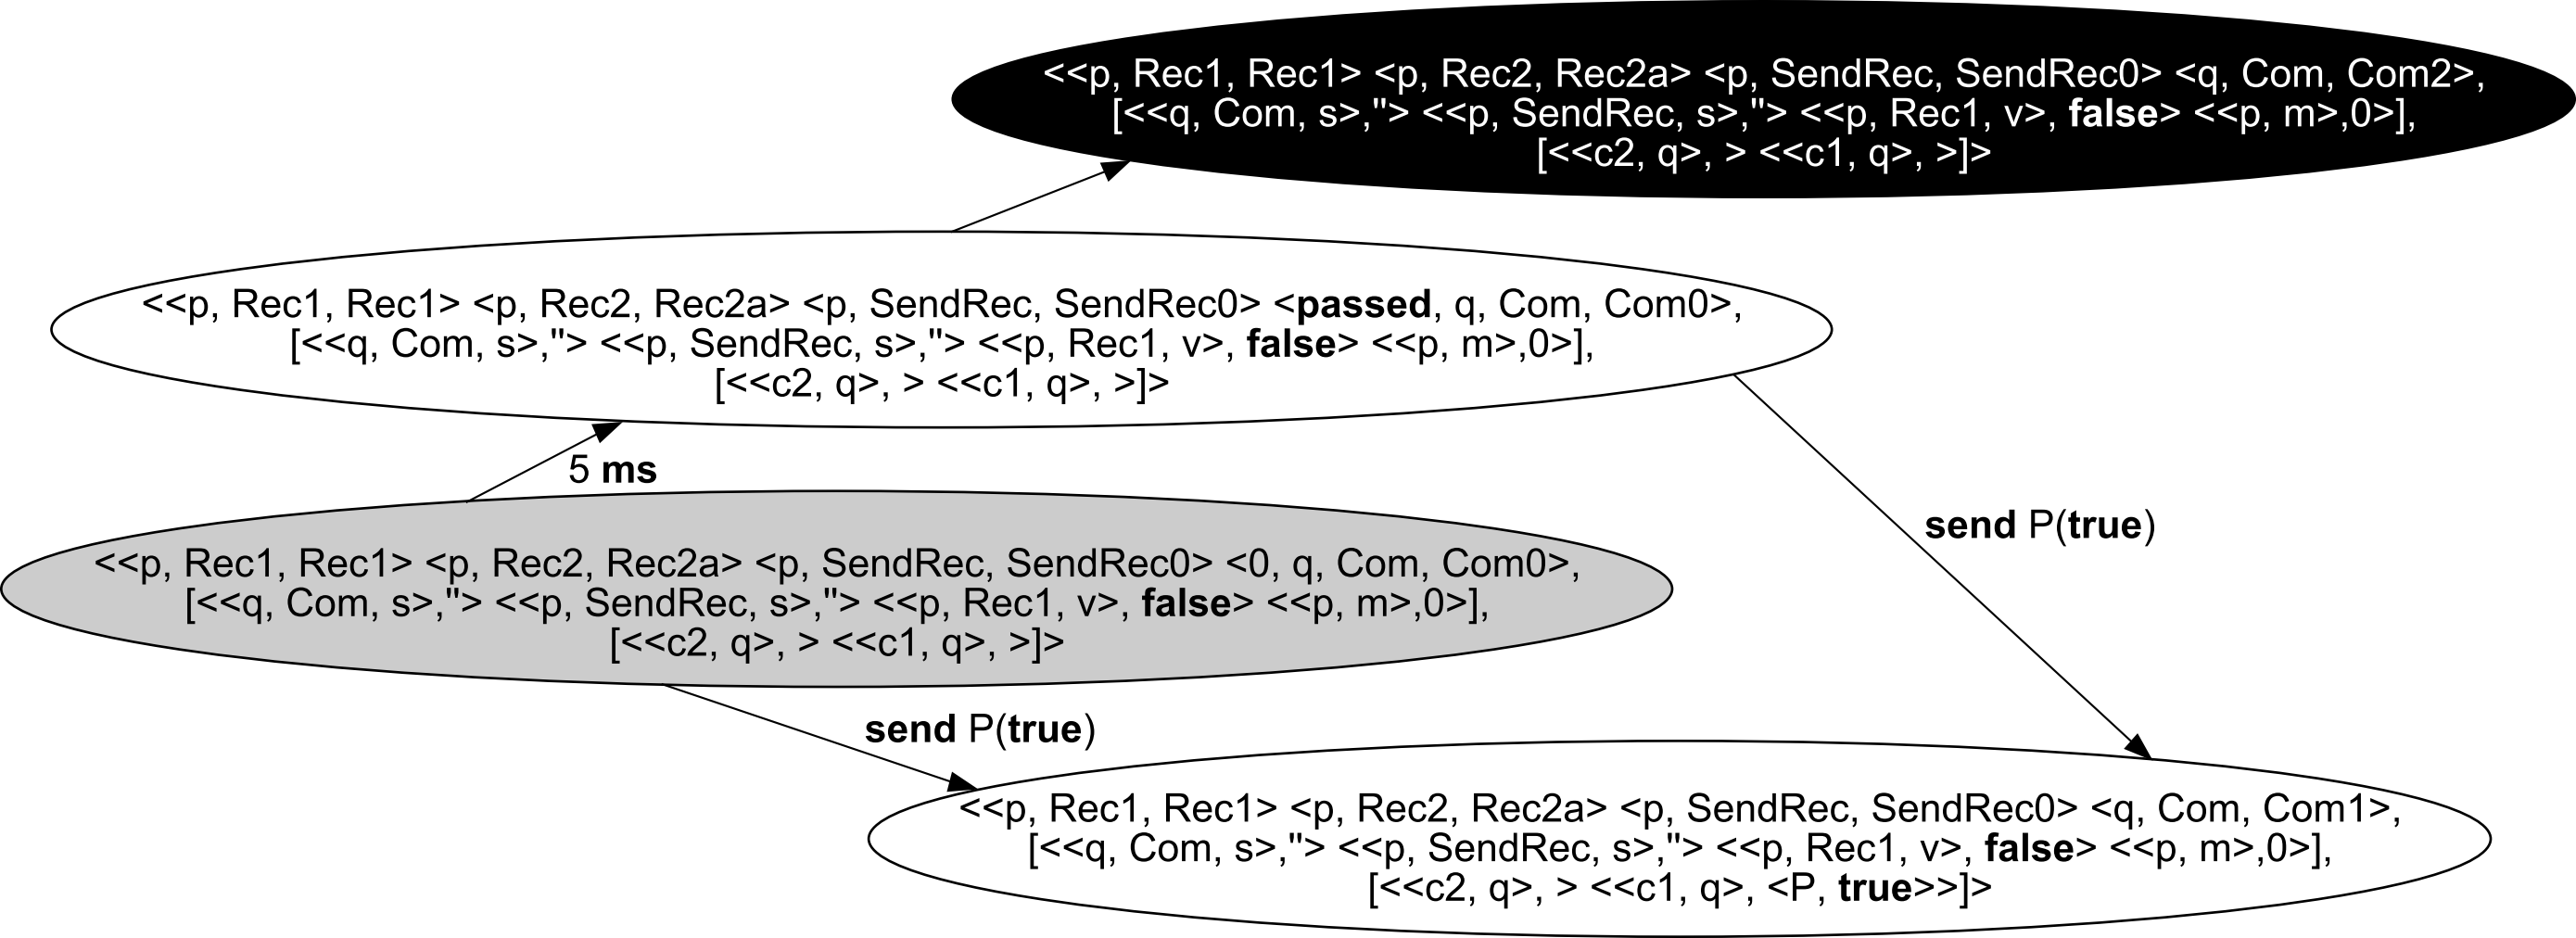 <<p, Rec1, Rec1> <p, Rec2, Rec2a> <p, SendRec, SendRec0> <q, Com, Com2>,
[<<q, Com, s>,''> <<p, SendRec, s>,''> <<p, Rec1, v>, false> <<p, m>,0>],
[<<c2, q>, > <<c1, q>, >]>
<<p, Rec1, Rec1> <p, Rec2, Rec2a> <p, SendRec, SendRec0> <passed, q, Com, Com0>,
[<<q, Com, s>,''> <<p, SendRec, s>,''> <<p, Rec1, v>, false> <<p, m>,0>],
[<<c2, q>, > <<c1, q>, >]>
5 ms
send P(true)
<<p, Rec1, Rec1> <p, Rec2, Rec2a> <p, SendRec, SendRec0> <0, q, Com, Com0>,
[<<q, Com, s>,''> <<p, SendRec, s>,''> <<p, Rec1, v>, false> <<p, m>,0>],
[<<c2, q>, > <<c1, q>, >]>
send P(true)
<<p, Rec1, Rec1> <p, Rec2, Rec2a> <p, SendRec, SendRec0> <q, Com, Com1>,
[<<q, Com, s>,''> <<p, SendRec, s>,''> <<p, Rec1, v>, false> <<p, m>,0>],
[<<c2, q>, > <<c1, q>, <P, true>>]>